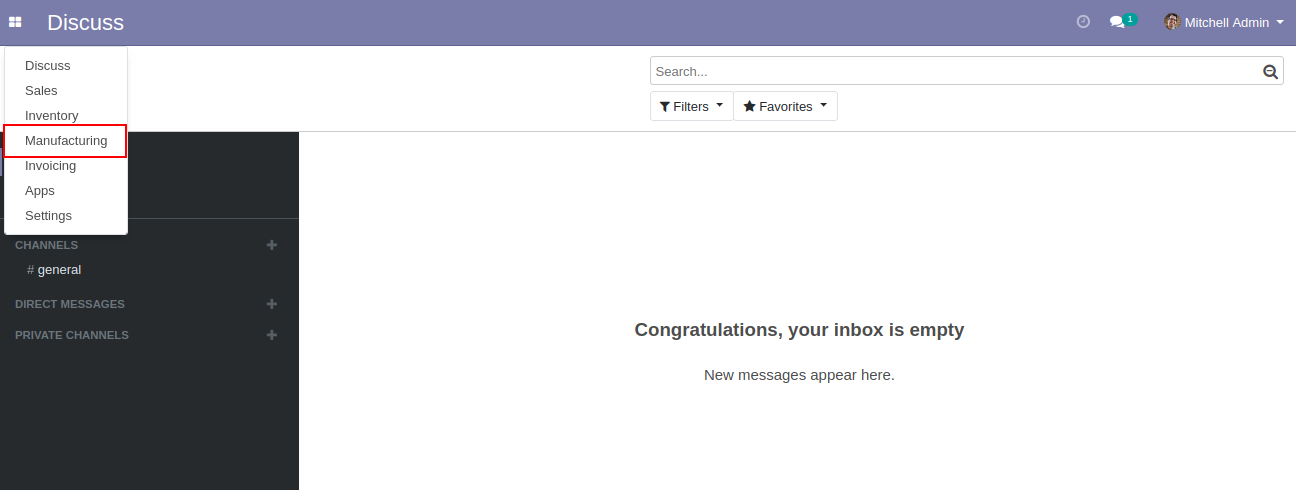 Discuss
1
Mitchell Admin
Discuss
Sales
Inventory
Manufacturing
Invoicing
Apps
Settings
Search...
Filters
Favorites
CHANNELS
# general
DIRECT MESSAGES
PRIVATE CHANNELS
Congratulations, your inbox is empty
New messages appear here.